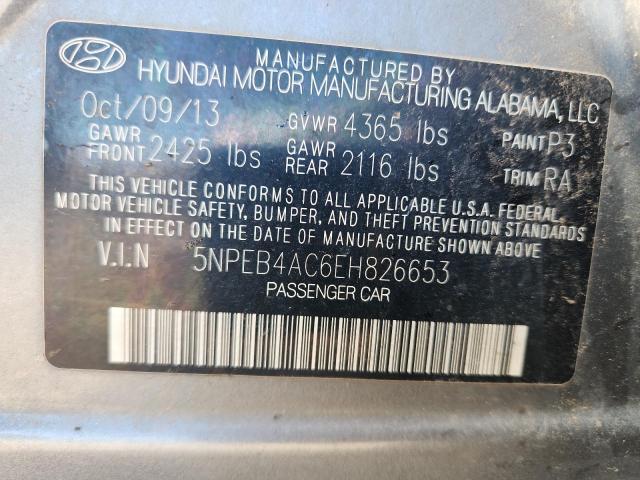 MANUFACTURED BY
HYUNDAI MOTOR MANUFACTURING ALABAMA, LLC
Oct/09/13 GVWR 4365 lbs PAINT P3
GAWR FRONT 2425 lbs GAWR REAR 2116 lbs TRIM RA
THIS VEHICLE CONFORMS TO ALL APPLICABLE U.S.A. FEDERAL
MOTOR VEHICLE SAFETY, BUMPER, AND THEFT PREVENTION STANDARDS
IN EFFECT ON THE DATE OF MANUFACTURE SHOWN ABOVE
V.I.N 5NPEB4AC6EH826653
PASSENGER CAR